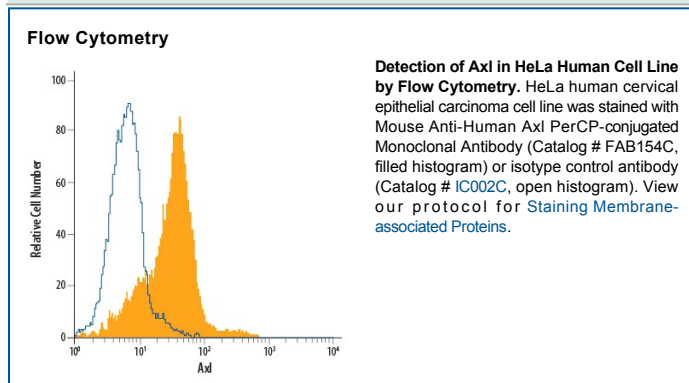 Flow Cytometry
100
80
60
40
20
0
Relative Cell Number
10⁰ 10¹ 10² 10³ 10⁴
Axl
Detection of Axl in HeLa Human Cell Line
by Flow Cytometry. HeLa human cervical
epithelial carcinoma cell line was stained with
Mouse Anti-Human Axl PerCP-conjugated
Monoclonal Antibody (Catalog # FAB154C,
filled histogram) or isotype control antibody
(Catalog # IC002C, open histogram). View
our protocol for Staining Membrane-
associated Proteins.